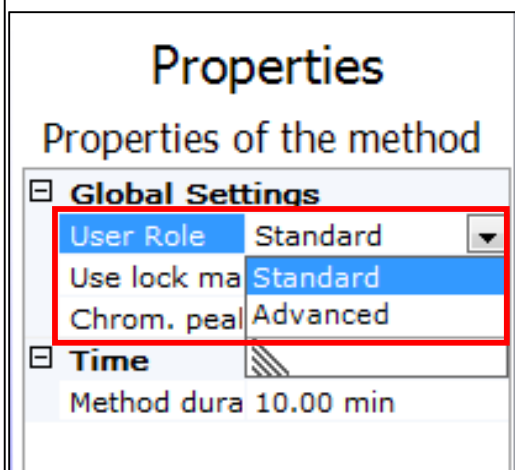 Properties
Properties of the method
Global Settings
User Role Standard
Use lock ma Standard
Chrom. peal Advanced
Time
Method dura 10.00 min